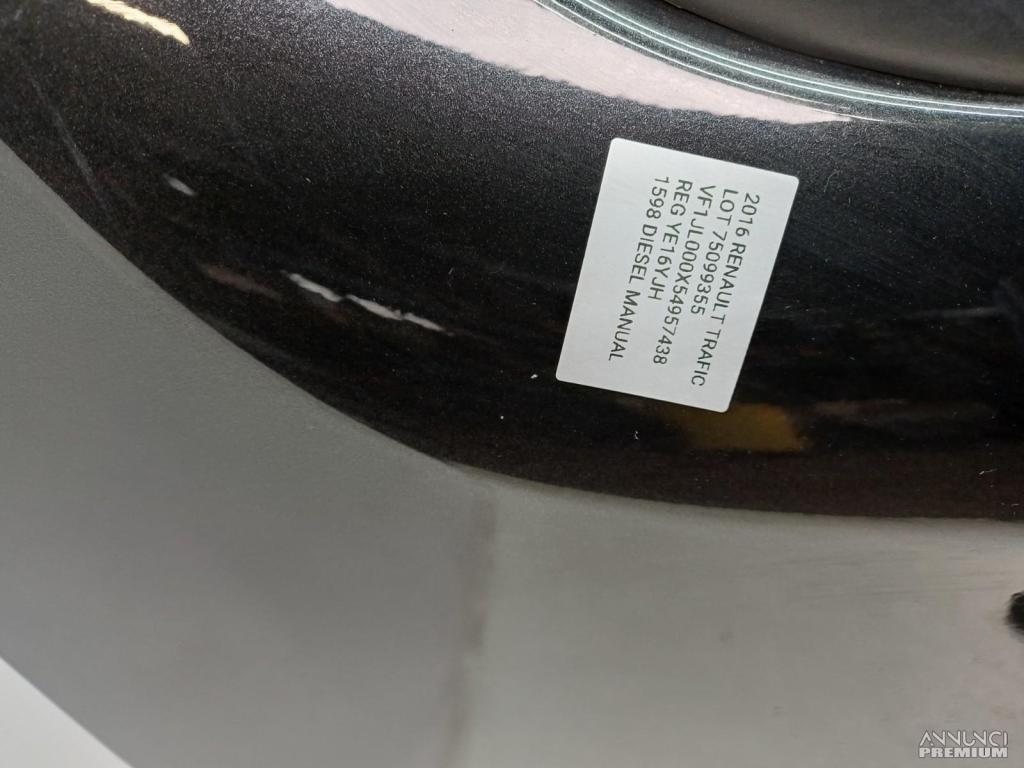 2016 RENAULT TRAFIC
LOT 75099355
VF1JL000X54957438
REG YE16YJH
1598 DIESEL MANUAL
ANNUNCI
PREMIUM